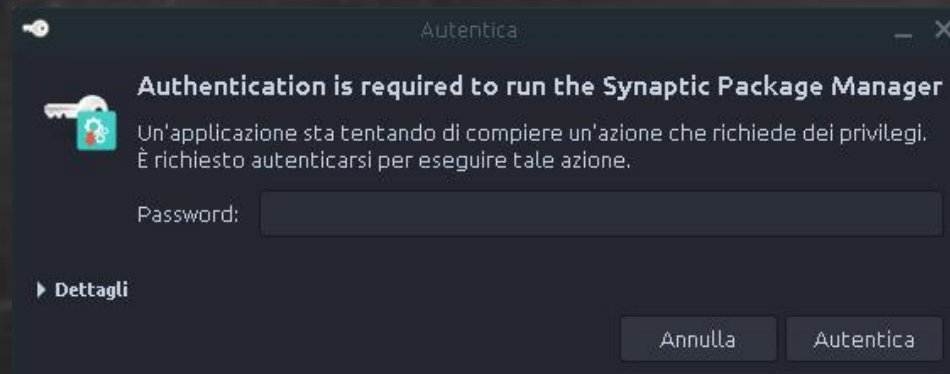 Autentica
Authentication is required to run the Synaptic Package Manager
Un'applicazione sta tentando di compiere un'azione che richiede dei privilegi.
È richiesto autenticarsi per eseguire tale azione.
Password:
Dettagli
Annulla
Autentica